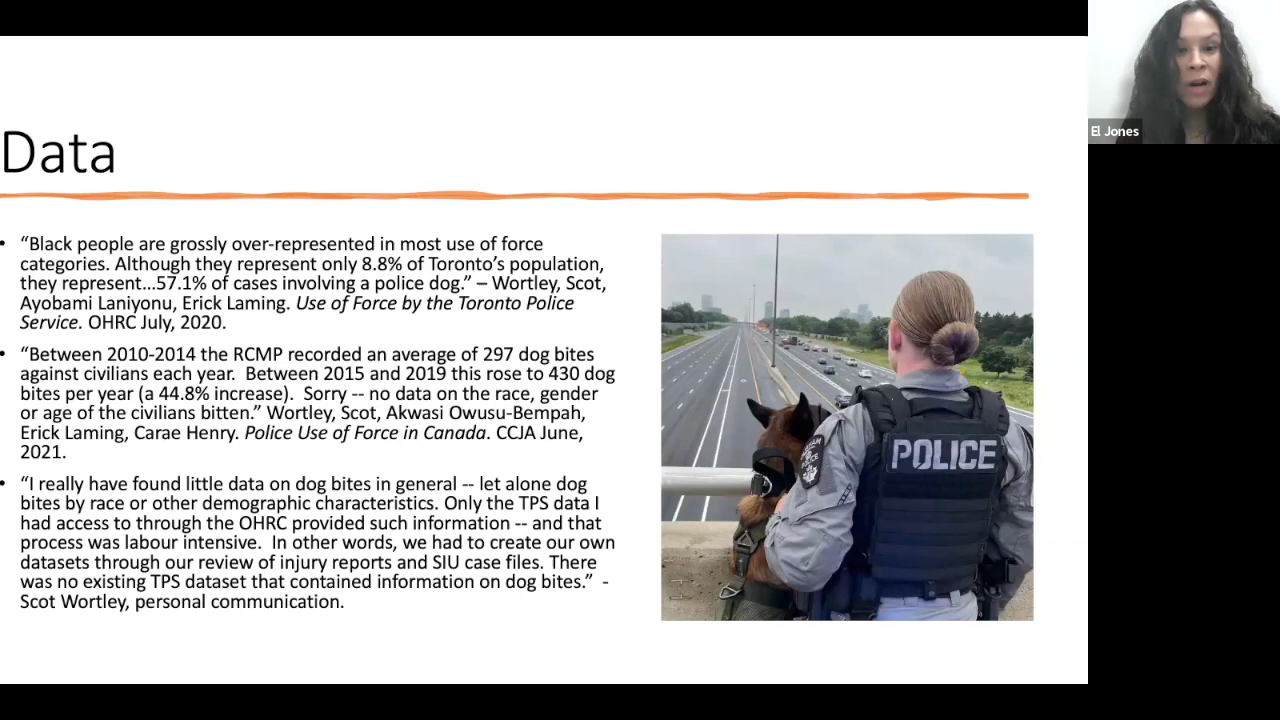 Data
• “Black people are grossly over-represented in most use of force
categories. Although they represent only 8.8% of Toronto’s population,
they represent…57.1% of cases involving a police dog.” – Wortley, Scot,
Ayobami Laniyonu, Erick Laming. Use of Force by the Toronto Police
Service. OHRC July, 2020.
• “Between 2010-2014 the RCMP recorded an average of 297 dog bites
against civilians each year.  Between 2015 and 2019 this rose to 430 dog
bites per year (a 44.8% increase).  Sorry -- no data on the race, gender
or age of the civilians bitten.” Wortley, Scot, Akwasi Owusu-Bempah,
Erick Laming, Carae Henry. Police Use of Force in Canada. CCJA June,
2021.
• “I really have found little data on dog bites in general -- let alone dog
bites by race or other demographic characteristics. Only the TPS data I
had access to through the OHRC provided such information -- and that
process was labour intensive.  In other words, we had to create our own
datasets through our review of injury reports and SIU case files. There
was no existing TPS dataset that contained information on dog bites.”  -
Scot Wortley, personal communication.
POLICE
El Jones